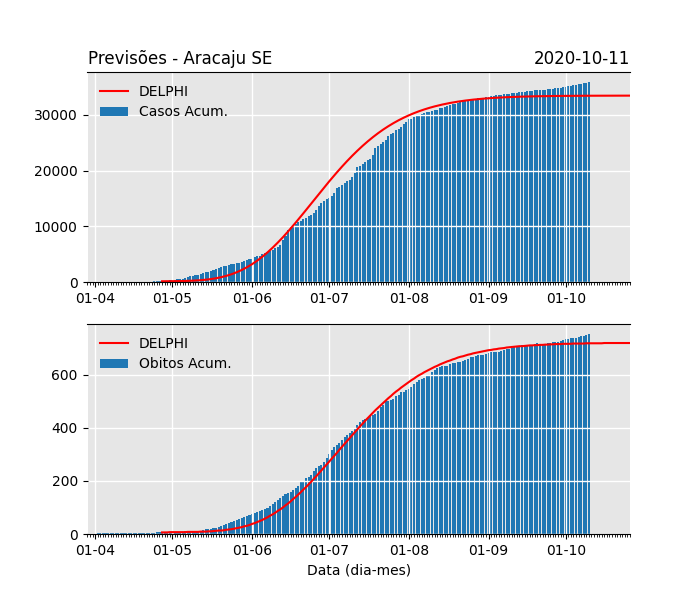 Previsões - Aracaju SE 2020-10-11
DELPHI
Casos Acum.
30000
20000
10000
0
01-04 01-05 01-06 01-07 01-08 01-09 01-10
DELPHI
Obitos Acum.
600
400
200
0
01-04 01-05 01-06 01-07 01-08 01-09 01-10
Data (dia-mes)